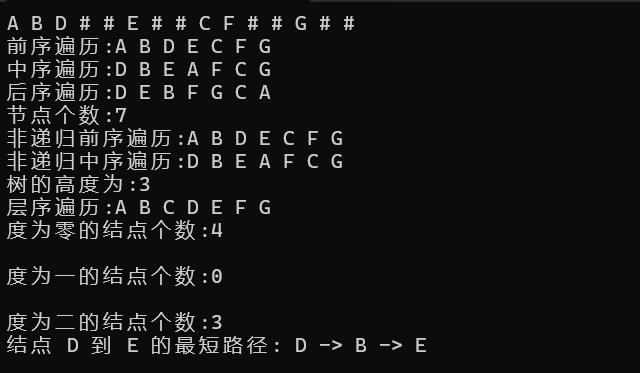 A B D # # E # # C F # # G # #
前序遍历:A B D E C F G
中序遍历:D B E A F C G
后序遍历:D E B F G C A
节点个数:7
非递归前序遍历:A B D E C F G
非递归中序遍历:D B E A F C G
树的高度为:3
层序遍历:A B C D E F G
度为零的结点个数:4
度为一的结点个数:0
度为二的结点个数:3
结点 D 到 E 的最短路径: D -> B -> E